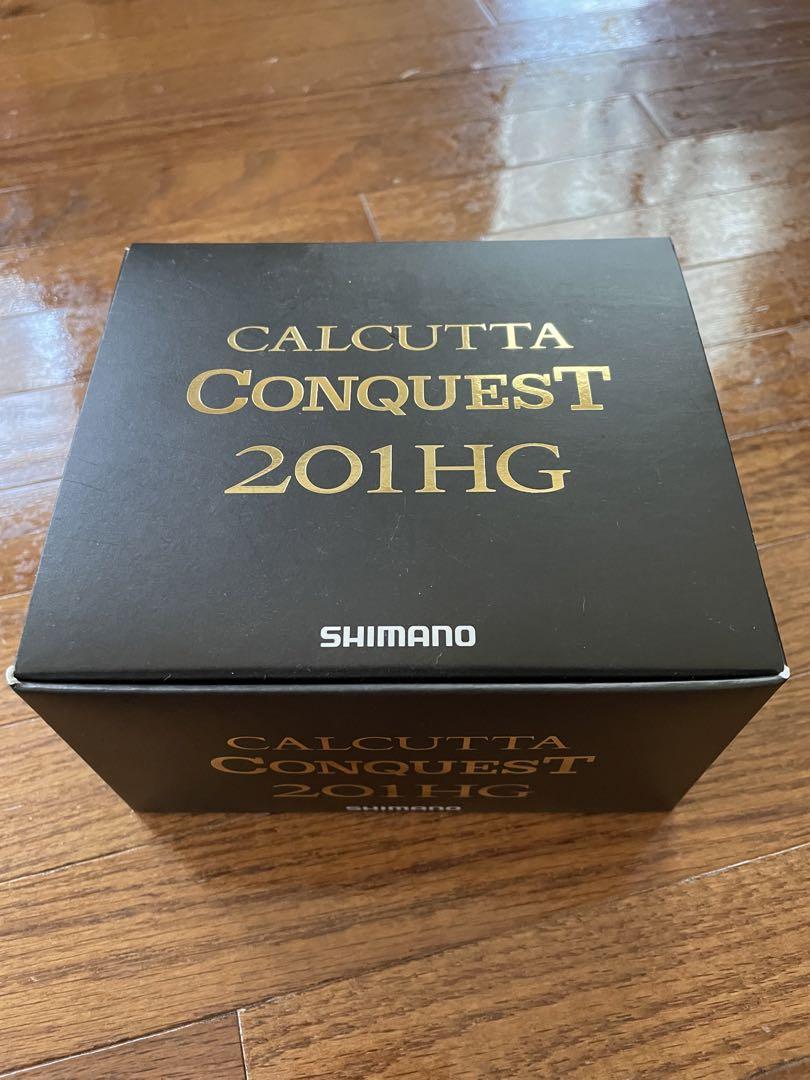 CALCUTTA
CONQUEST
201HG
SHIMANO
CALCUTTA
CONQUEST
201HG
SHIMANO